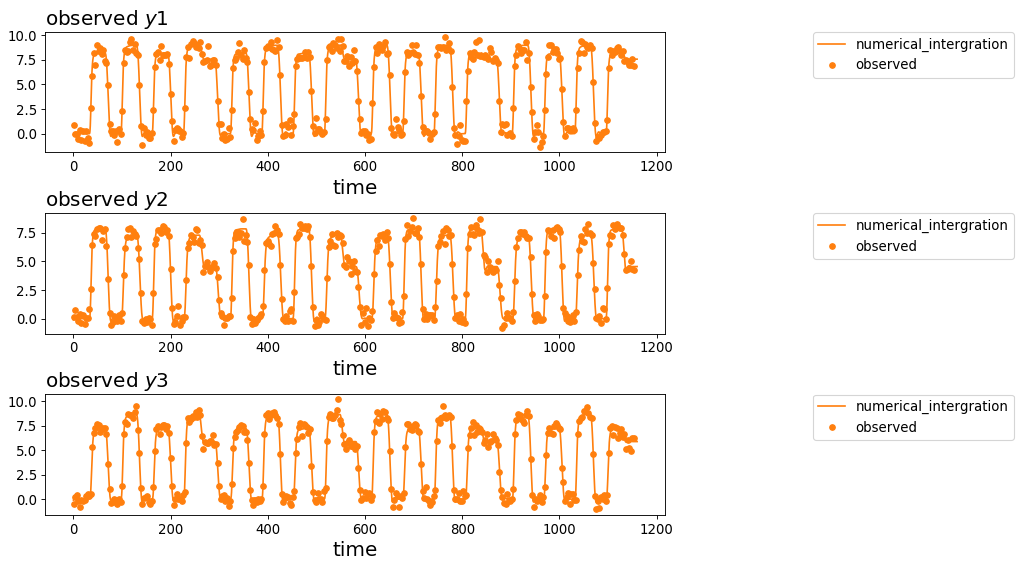 observed y1
10.0
7.5
5.0
2.5
0.0
0 200 400 600 800 1000 1200
time
numerical_intergration
observed
observed y2
7.5
5.0
2.5
0.0
0 200 400 600 800 1000 1200
time
numerical_intergration
observed
observed y3
10.0
7.5
5.0
2.5
0.0
0 200 400 600 800 1000 1200
time
numerical_intergration
observed